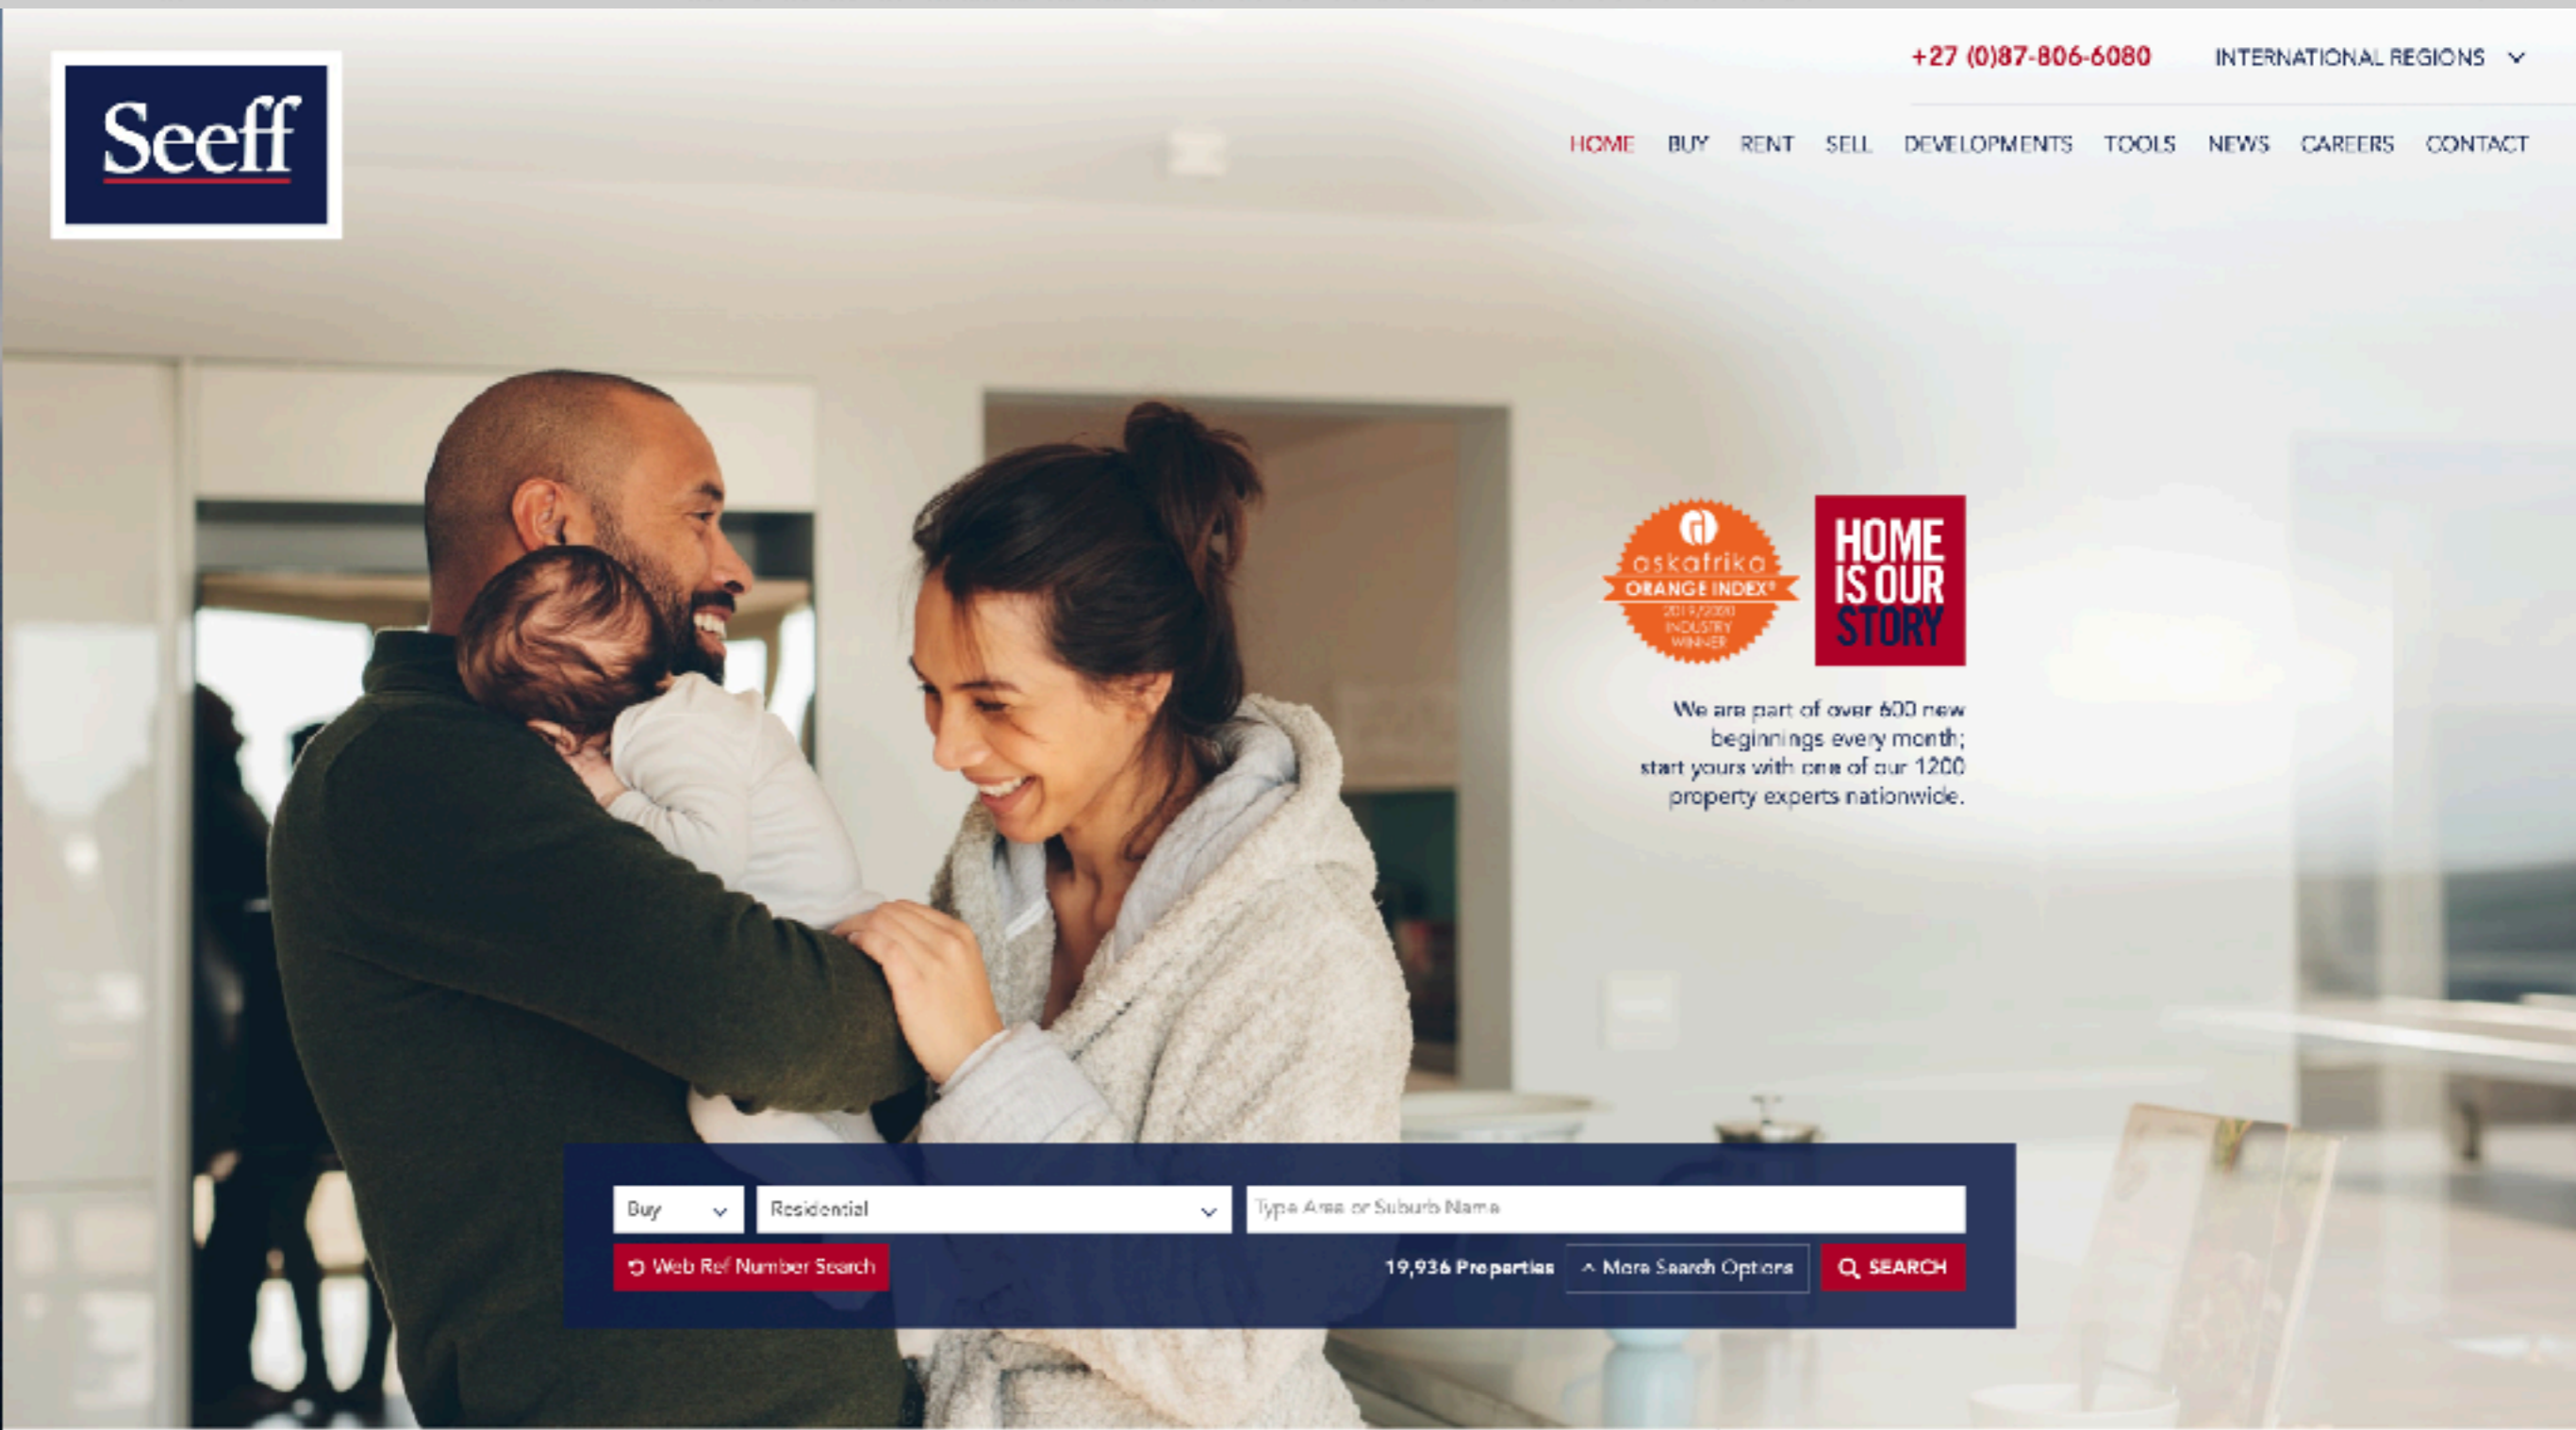 Seeff
+27 (0)87-806-6080 INTERNATIONAL REGIONS
HOME BUY RENT SELL DEVELOPMENTS TOOLS NEWS CAREERS CONTACT
askafrika
ORANGE INDEX®
2019/2020
INDUSTRY
WINNER
HOME
IS OUR
STORY
We are part of over 600 new
beginnings every month;
start yours with one of our 1200
property experts nationwide.
Buy Residential Type Area or Suburb Name
Web Ref Number Search 19,936 Properties More Search Options SEARCH